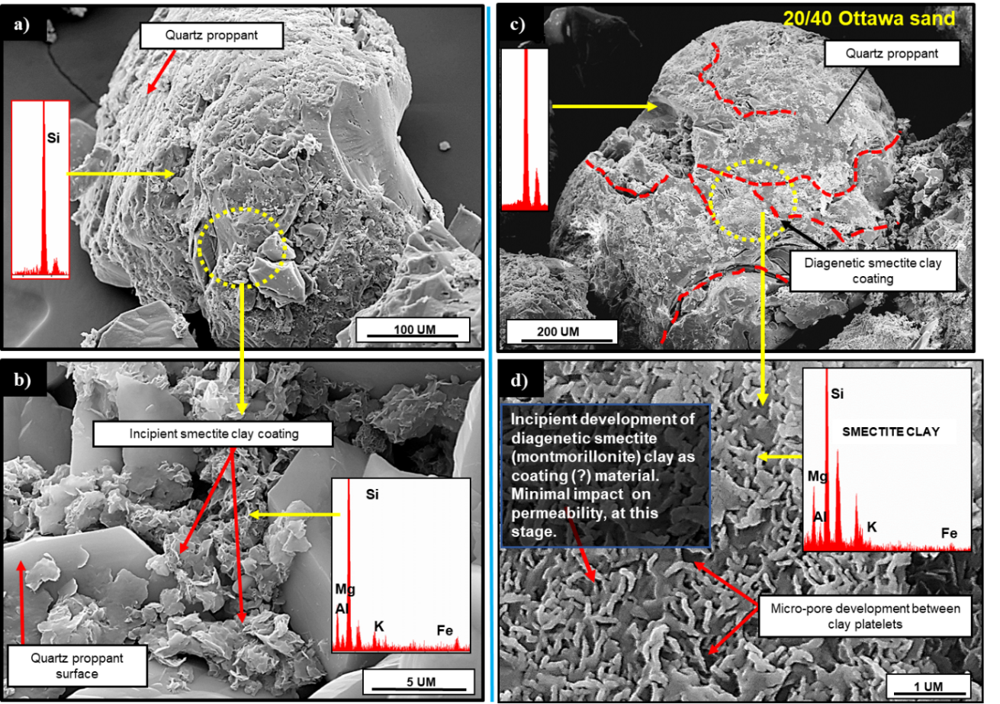 a)
Quartz proppant
Si
100 UM
b)
Incipient smectite clay coating
Si
Mg
Al
K
Fe
Quartz proppant
surface
5 UM
c)
20/40 Ottawa sand
Quartz proppant
Diagenetic smectite clay
coating
200 UM
d)
Incipient development of
diagenetic smectite
(montmorillonite) clay as
coating (?) material.
Minimal impact on
permeability, at this
stage.
Si
SMECTITE CLAY
Mg
Al
K
Fe
Micro-pore development between
clay platelets
1 UM